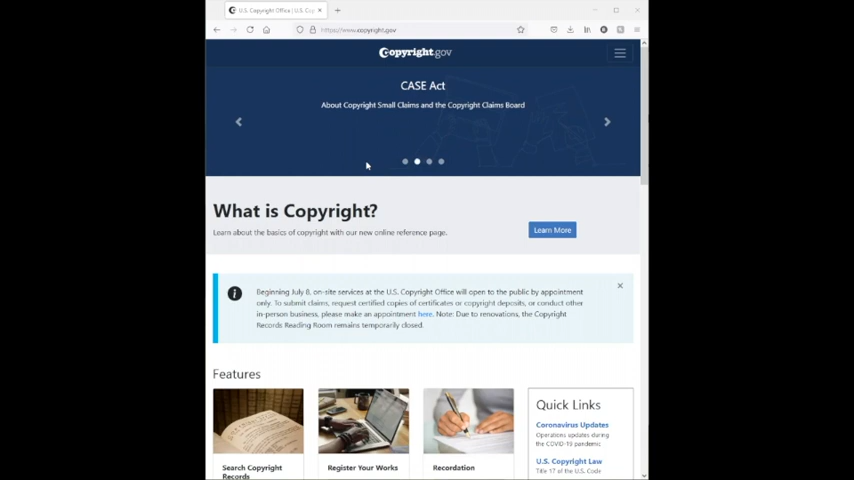 U.S. Copyright Office | U.S. Cop
https://www.copyright.gov
Copyright.gov
CASE Act
About Copyright Small Claims and the Copyright Claims Board
What is Copyright?
Learn about the basics of copyright with our new online reference page.
Learn More
Beginning July 8, on-site services at the U.S. Copyright Office will open to the public by appointment
only. To submit claims, request certified copies of certificates or copyright deposits, or conduct other
in-person business, please make an appointment here. Note: Due to renovations, the Copyright
Records Reading Room remains temporarily closed.
Features
Search Copyright
Records
Register Your Works
Recordation
Quick Links
Coronavirus Updates
Operations updates during
the COVID-19 pandemic
U.S. Copyright Law
Title 17 of the U.S. Code